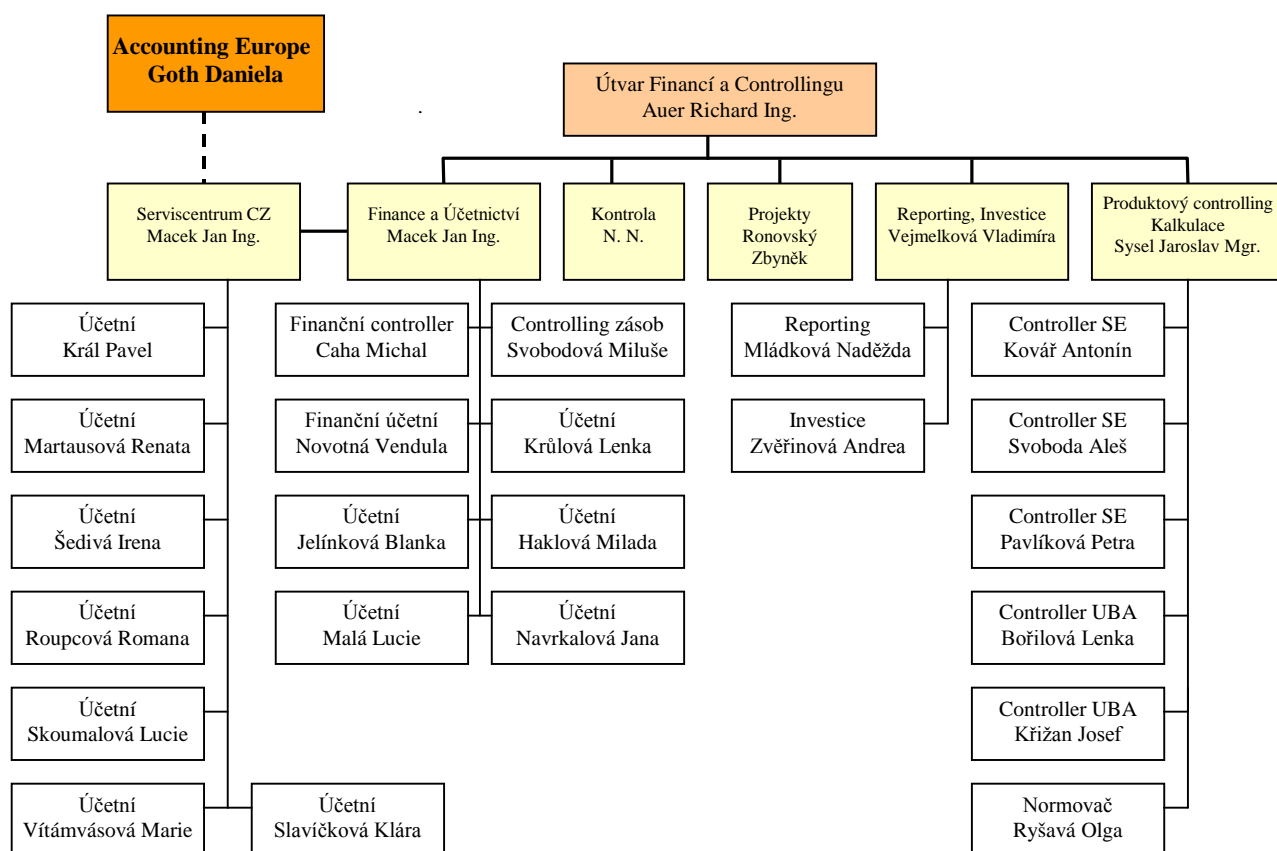 Accounting Europe
Goth Daniela
Útvar Financí a Controllingu
Auer Richard Ing.
.
Serviscentrum CZ
Macek Jan Ing.
Finance a Účetnictví
Macek Jan Ing.
Kontrola
N. N.
Projekty
Ronovský
Zbyněk
Reporting, Investice
Vejmelková Vladimíra
Produktový controlling
Kalkulace
Sysel Jaroslav Mgr.
Účetní
Král Pavel
Finanční controller
Caha Michal
Controlling zásob
Svobodová Miluše
Reporting
Mládková Naděžda
Controller SE
Kovář Antonín
Účetní
Martausová Renata
Finanční účetní
Novotná Vendula
Účetní
Krůlová Lenka
Investice
Zvěřinová Andrea
Controller SE
Svoboda Aleš
Účetní
Šedivá Irena
Účetní
Jelínková Blanka
Účetní
Haklová Milada
Controller SE
Pavlíková Petra
Účetní
Roupcová Romana
Účetní
Malá Lucie
Účetní
Navrkalová Jana
Controller UBA
Bořilová Lenka
Účetní
Skoumalová Lucie
Controller UBA
Křižan Josef
Účetní
Vítámvásová Marie
Účetní
Slavíčková Klára
Normovač
Ryšavá Olga